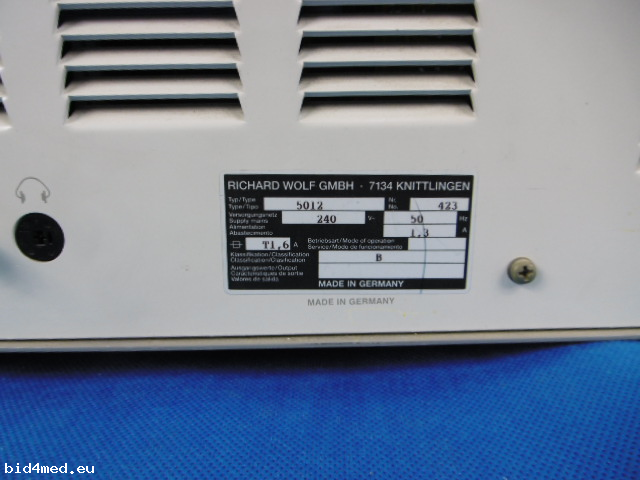 RICHARD WOLF GMBH · 7134 KNITTLINGEN
Typ/Type
Type/Tipo 5012 Nr.
No. 423
Versorgungsnetz
Supply mains 240 V~ 50 Hz
Alimentation
Abastecimento 1.3 A
T1,6 A Betriebsart/Mode of operation
Service/Modo de funcionamiento
Klassifikation/Classification
Classification/Clasificación B
Ausgangswerte/Output
Caractéristiques de sortie
Valores de salida
MADE IN GERMANY
MADE IN GERMANY
bid4med.eu